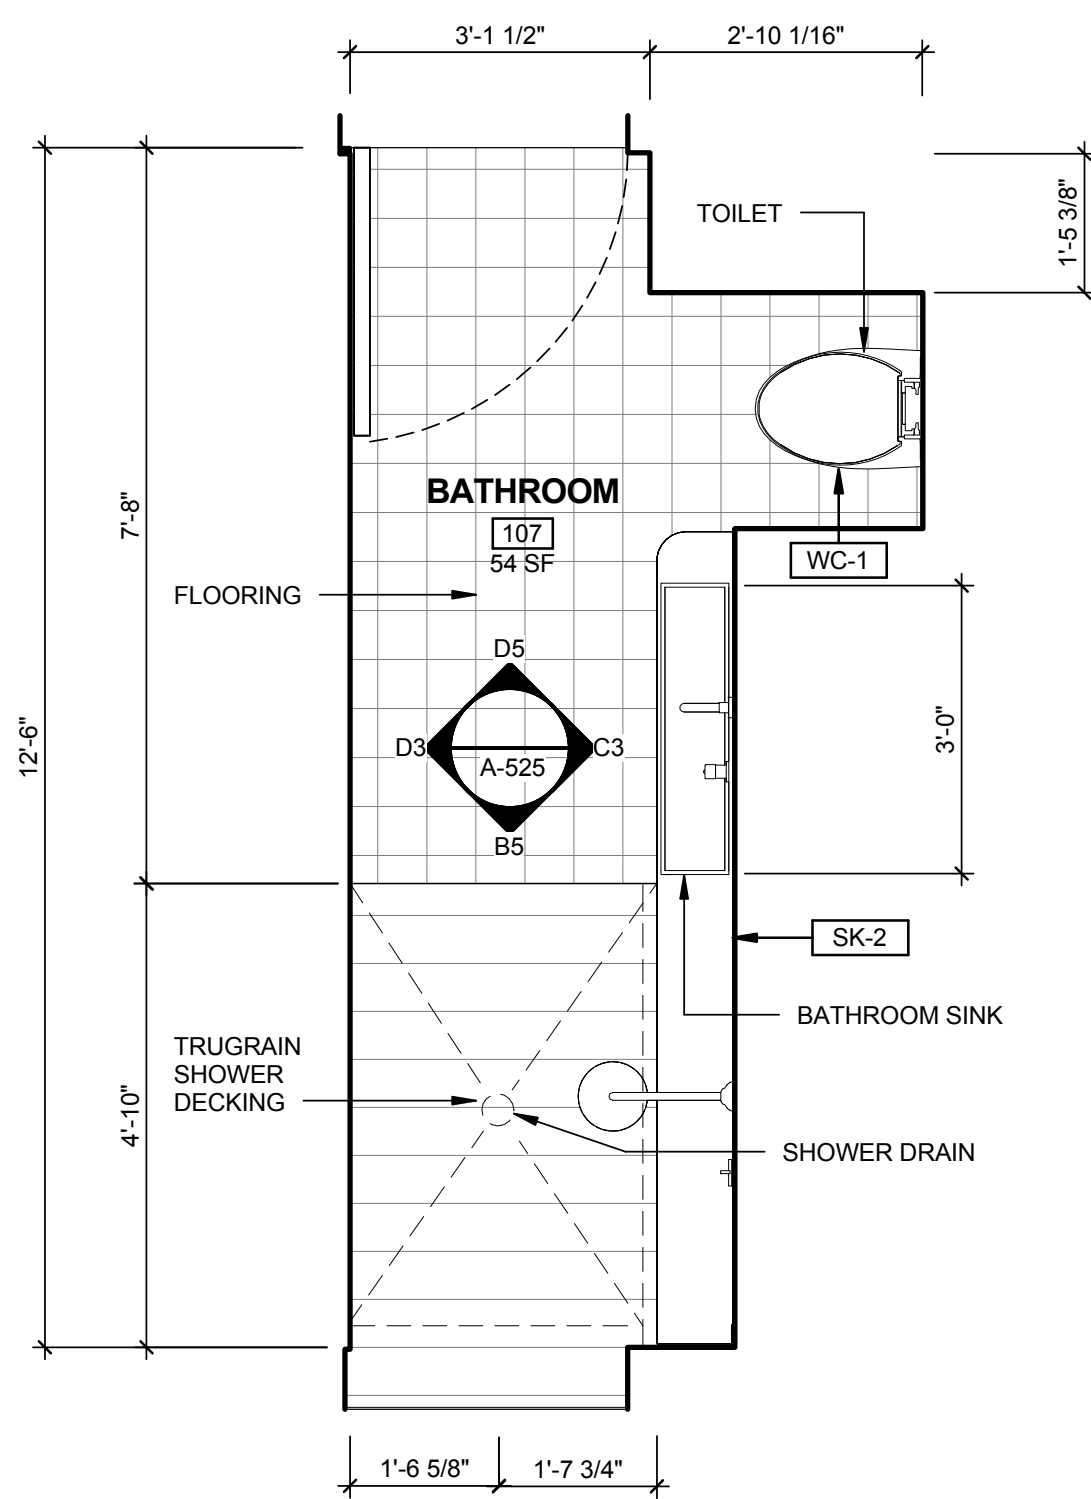 3'-1 1/2"
2'-10 1/16"
1'-5 3/8"
TOILET
BATHROOM
107
54 SF
WC-1
7'-8"
FLOORING
D5
D3
C3
A-525
B5
3'-0"
12'-6"
SK-2
BATHROOM SINK
TRUGRAIN
SHOWER
DECKING
4'-10"
SHOWER DRAIN
1'-6 5/8"
1'-7 3/4"